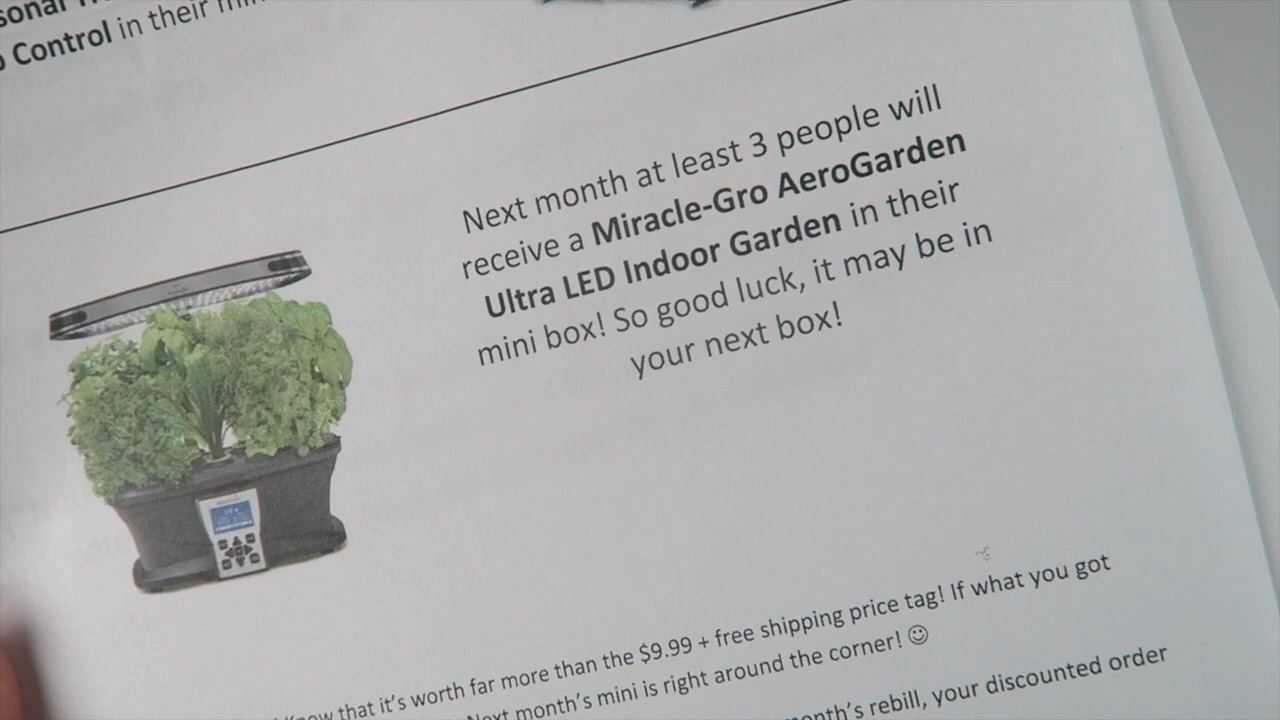 Control in their
Next month at least 3 people will
receive a Miracle-Gro AeroGarden
Ultra LED Indoor Garden in their
mini box! So good luck, it may be in
your next box!
that it's worth far more than the $9.99 + free shipping price tag! If what you got
Next month's mini is right around the corner! ☺
month's rebill, your discounted order